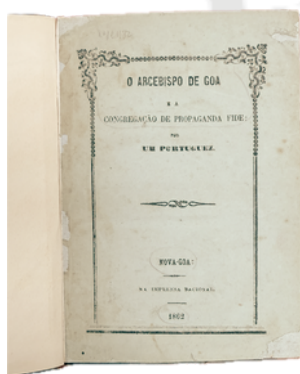 O ARCEBISPO DE GOA
E A
CONGREGAÇÃO DE PROPAGANDA FIDE:
POR
UM PORTUGUEZ.
NOVA-GOA:
NA IMPRENSA NACIONAL.
1862